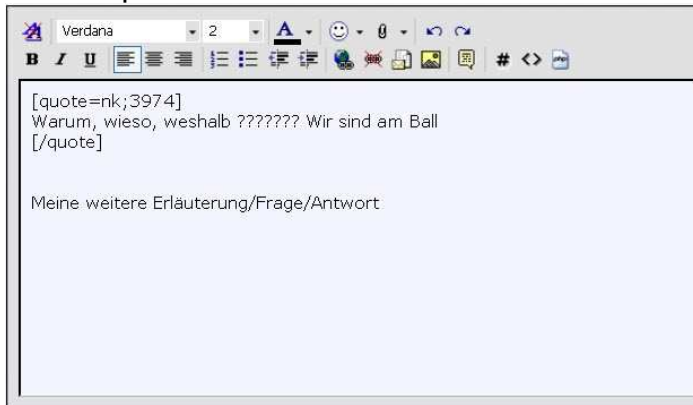 Verdana 2 A
B I U # <>
[quote=nk;3974]
Warum, wieso, weshalb ??????? Wir sind am Ball
[/quote]
Meine weitere Erläuterung/Frage/Antwort